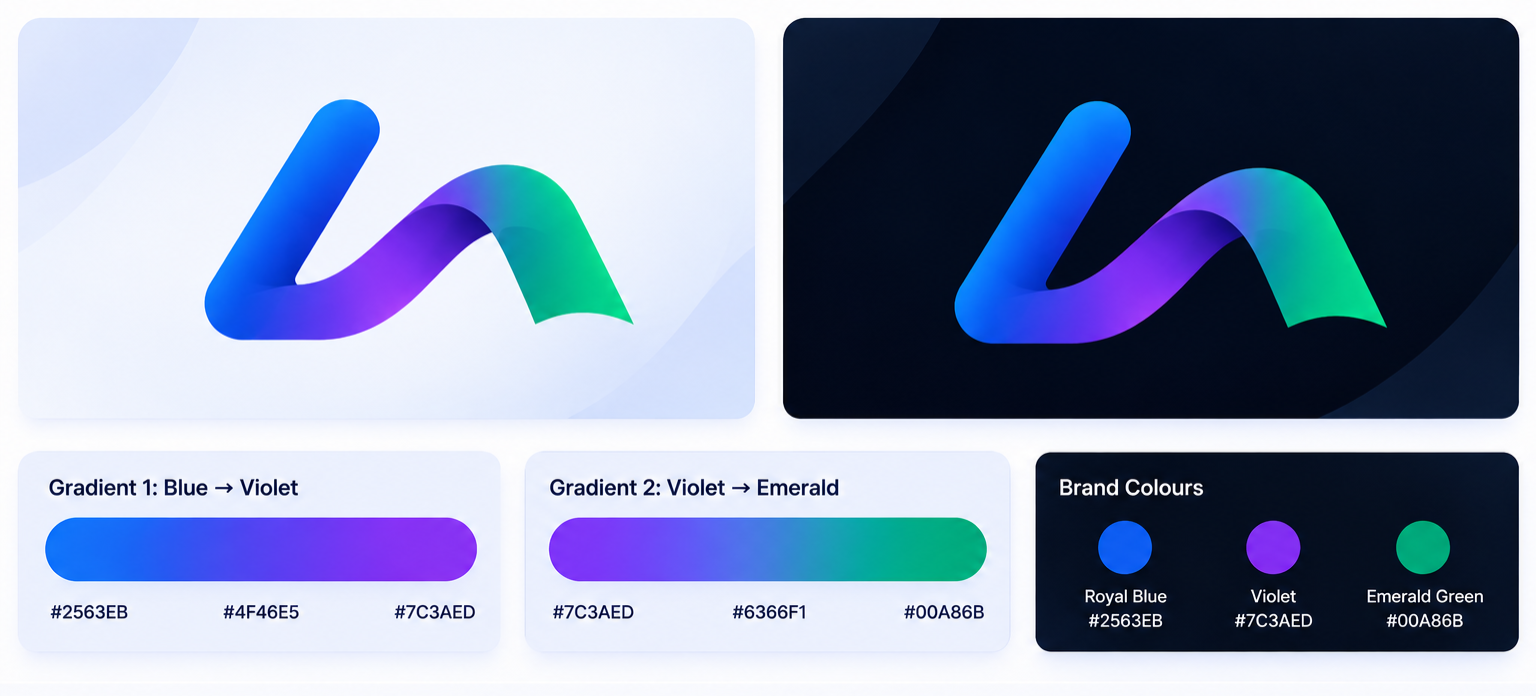 Gradient 1: Blue → Violet
#2563EB #4F46E5 #7C3AED
Gradient 2: Violet → Emerald
#7C3AED #6366F1 #00A86B
Brand Colours
Royal Blue Violet Emerald Green
#2563EB #7C3AED #00A86B